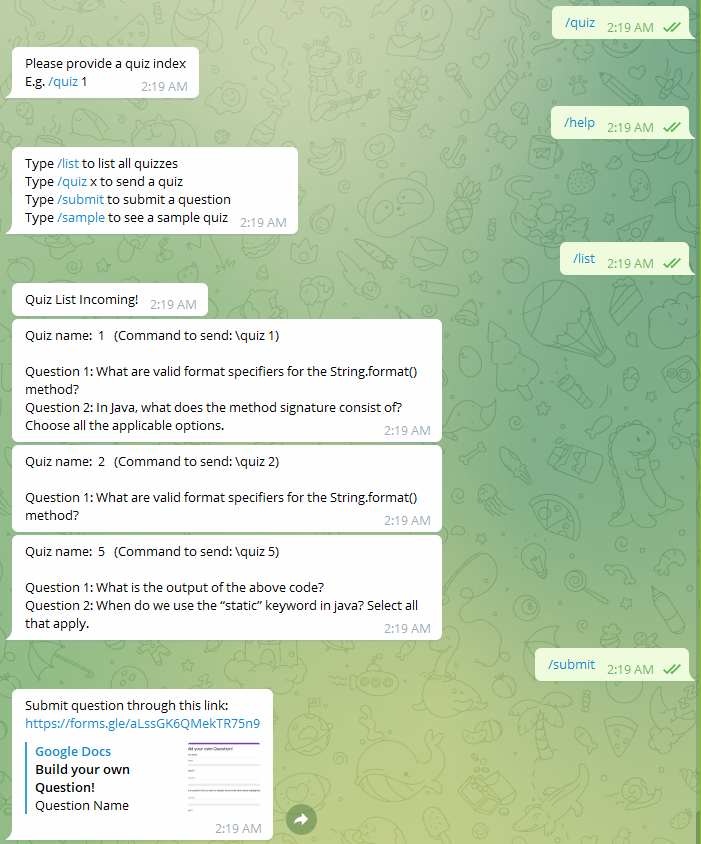 /quiz 2:19 AM
Please provide a quiz index
E.g. /quiz 1 2:19 AM
/help 2:19 AM
Type /list to list all quizzes
Type /quiz x to send a quiz
Type /submit to submit a question
Type /sample to see a sample quiz 2:19 AM
/list 2:19 AM
Quiz List Incoming! 2:19 AM
Quiz name: 1 (Command to send: \quiz 1)
Question 1: What are valid format specifiers for the String.format()
method?
Question 2: In Java, what does the method signature consist of?
Choose all the applicable options. 2:19 AM
Quiz name: 2 (Command to send: \quiz 2)
Question 1: What are valid format specifiers for the String.format()
method? 2:19 AM
Quiz name: 5 (Command to send: \quiz 5)
Question 1: What is the output of the above code?
Question 2: When do we use the “static” keyword in java? Select all
that apply. 2:19 AM
/submit 2:19 AM
Submit question through this link:
https://forms.gle/aLssGK6QMekTR75n9
Google Docs
Build your own
Question!
Question Name
2:19 AM